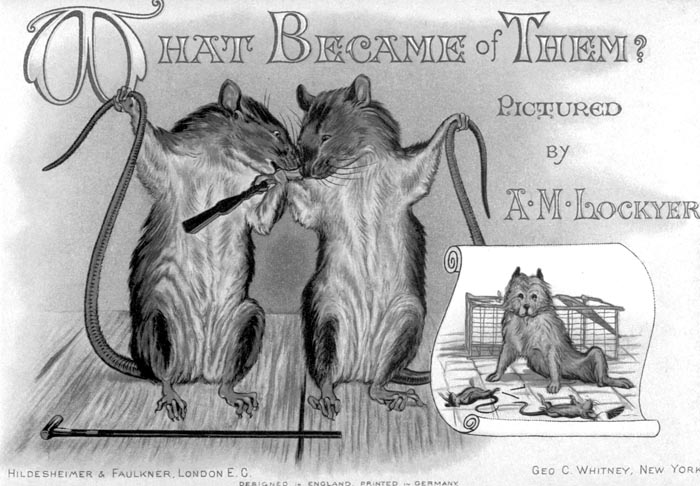 What Became of Them?
Pictured
by
A·M·Lockyer
Hildesheimer & Faulkner, London E. C.
Geo C. Whitney, New York
Designed in England. Printed in Germany